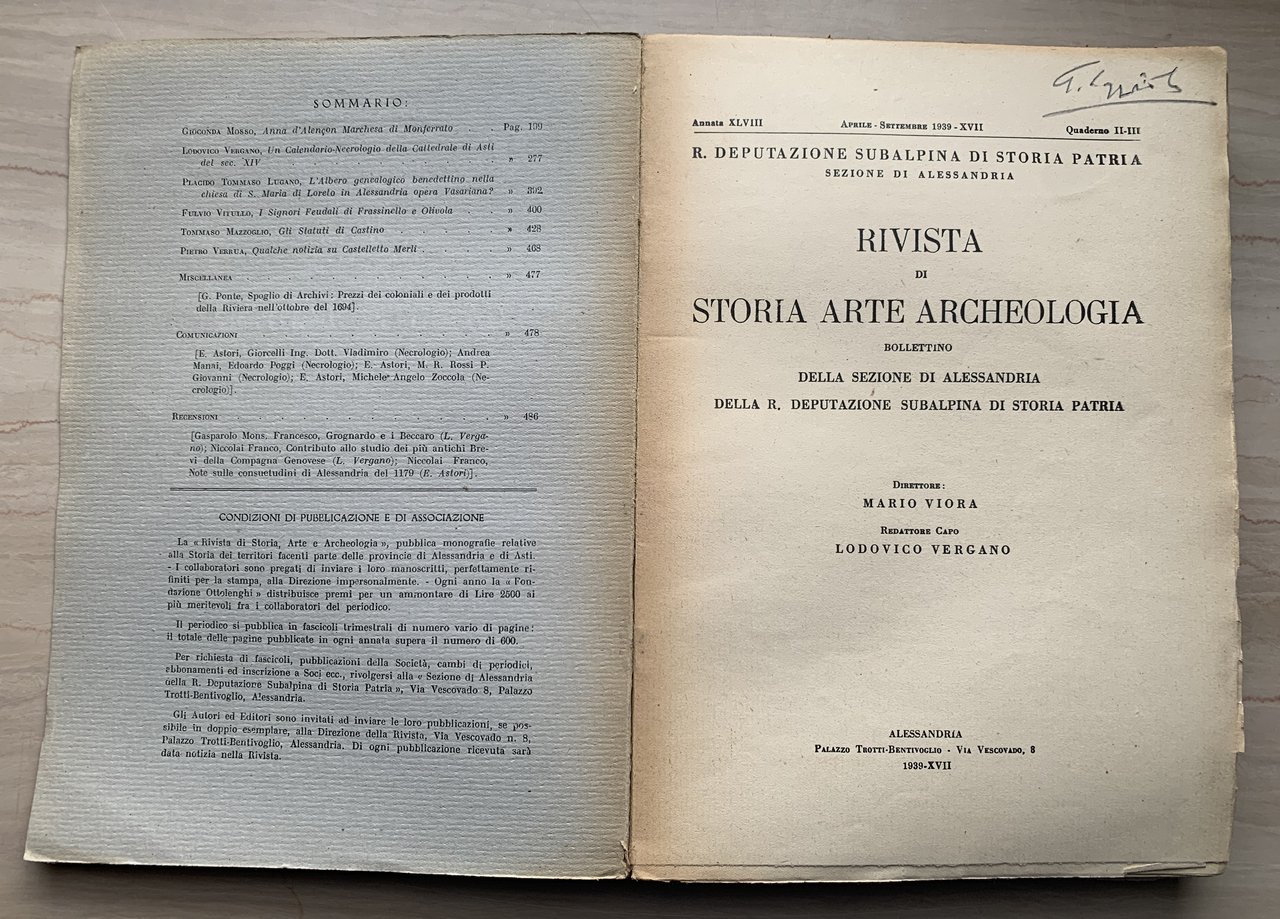 SOMMARIO:
GIOCONDA MOSSO, Anna d'Alençon Marchesa di Monferrato . . Pag. 199
LODOVICO VERGANO, Un Calendario-Necrologio della Cattedrale di Asti
del sec. XIV . . . . . . . . . . » 277
PLACIDO TOMMASO LUGANO, L'Albero genealogico benedettino nella
chiesa di S. Maria di Loreto in Alessandria opera Vasariana? » 392
FULVIO VITULLO, I Signori Feudali di Frassinello e Olivola . . » 400
TOMMASO MAZZOGLIO, Gli Statuti di Castino . . . . . » 428
PIETRO VERRUA, Qualche notizia su Castelletto Merli . . . . » 468
MISCELLANEA . . . . . . . . . . . . » 477
[G. Ponte, Spoglio di Archivi: Prezzi dei coloniali e dei prodotti
della Riviera nell'ottobre del 1694].
COMUNICAZIONI . . . . . . . . . . . » 478
[E. Astori, Giorcelli Ing. Dott. Vladimiro (Necrologio); Andrea
Manai, Edoardo Poggi (Necrologio); E. Astori, M. R. Rossi P.
Giovanni (Necrologio); E. Astori, Michele Angelo Zoccola (Ne-
crologio)].
RECENSIONI . . . . . . . . . . . . » 486
[Gasparolo Mons. Francesco, Grognardo e i Beccaro (L. Verga-
no); Niccolai Franco, Contributo allo studio dei più antichi Bre-
vi della Compagna Genovese (L. Vergano); Niccolai Franco,
Note sulle consuetudini di Alessandria del 1179 (E. Astori)].
CONDIZIONI DI PUBBLICAZIONE E DI ASSOCIAZIONE
La « Rivista di Storia, Arte e Archeologia », pubblica monografie relative
alla Storia dei territori facenti parte delle provincie di Alessandria e di Asti.
- I collaboratori sono pregati di inviare i loro manoscritti, perfettamente ri-
finiti per la stampa, alla Direzione impersonalmente. - Ogni anno la « Fon-
dazione Ottolenghi » distribuisce premi per un ammontare di Lire 2500 ai
più meritevoli fra i collaboratori del periodico.
Il periodico si pubblica in fascicoli trimestrali di numero vario di pagine:
il totale delle pagine pubblicate in ogni annata supera il numero di 600.
Per richiesta di fascicoli, pubblicazioni della Società, cambi di periodici,
abbonamenti ed inscrizione a Soci ecc., rivolgersi alla « Sezione di Alessandria
della R. Deputazione Subalpina di Storia Patria », Via Vescovado 8, Palazzo
Trotti-Bentivoglio, Alessandria.
Gli Autori ed Editori sono invitati ad inviare le loro pubblicazioni, se pos-
sibile in doppio esemplare, alla Direzione della Rivista, Via Vescovado n. 8,
Palazzo Trotti-Bentivoglio, Alessandria. Di ogni pubblicazione ricevuta sarà
data notizia nella Rivista.
Annata XLVIII APRILE - SETTEMBRE 1939 - XVII Quaderno II-III
R. DEPUTAZIONE SUBALPINA DI STORIA PATRIA
SEZIONE DI ALESSANDRIA
RIVISTA
DI
STORIA ARTE ARCHEOLOGIA
BOLLETTINO
DELLA SEZIONE DI ALESSANDRIA
DELLA R. DEPUTAZIONE SUBALPINA DI STORIA PATRIA
DIRETTORE:
MARIO VIORA
REDATTORE CAPO
LODOVICO VERGANO
ALESSANDRIA
PALAZZO TROTTI-BENTIVOGLIO - VIA VESCOVADO, 8
1939-XVII